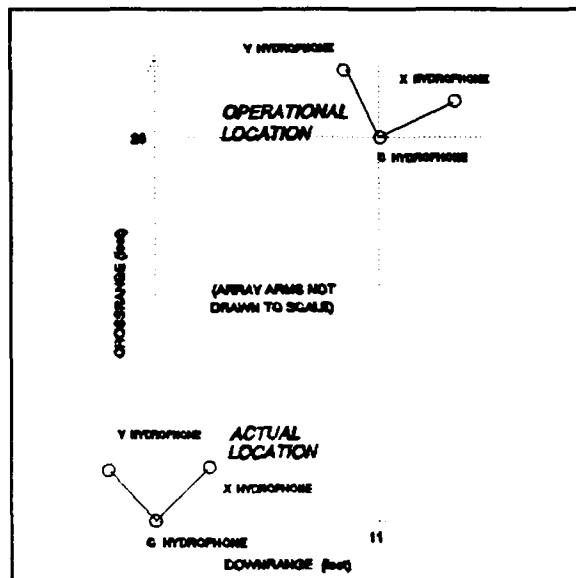 Y HYDROPHONE
X HYDROPHONE
OPERATIONAL
LOCATION
HYDROPHONE
CROSSRANGE (feet)
(ARRAY ARMS NOT
DRAWN TO SCALE)
Y HYDROPHONE
ACTUAL
LOCATION
X HYDROPHONE
HYDROPHONE
11
DOWNRANGE (feet)